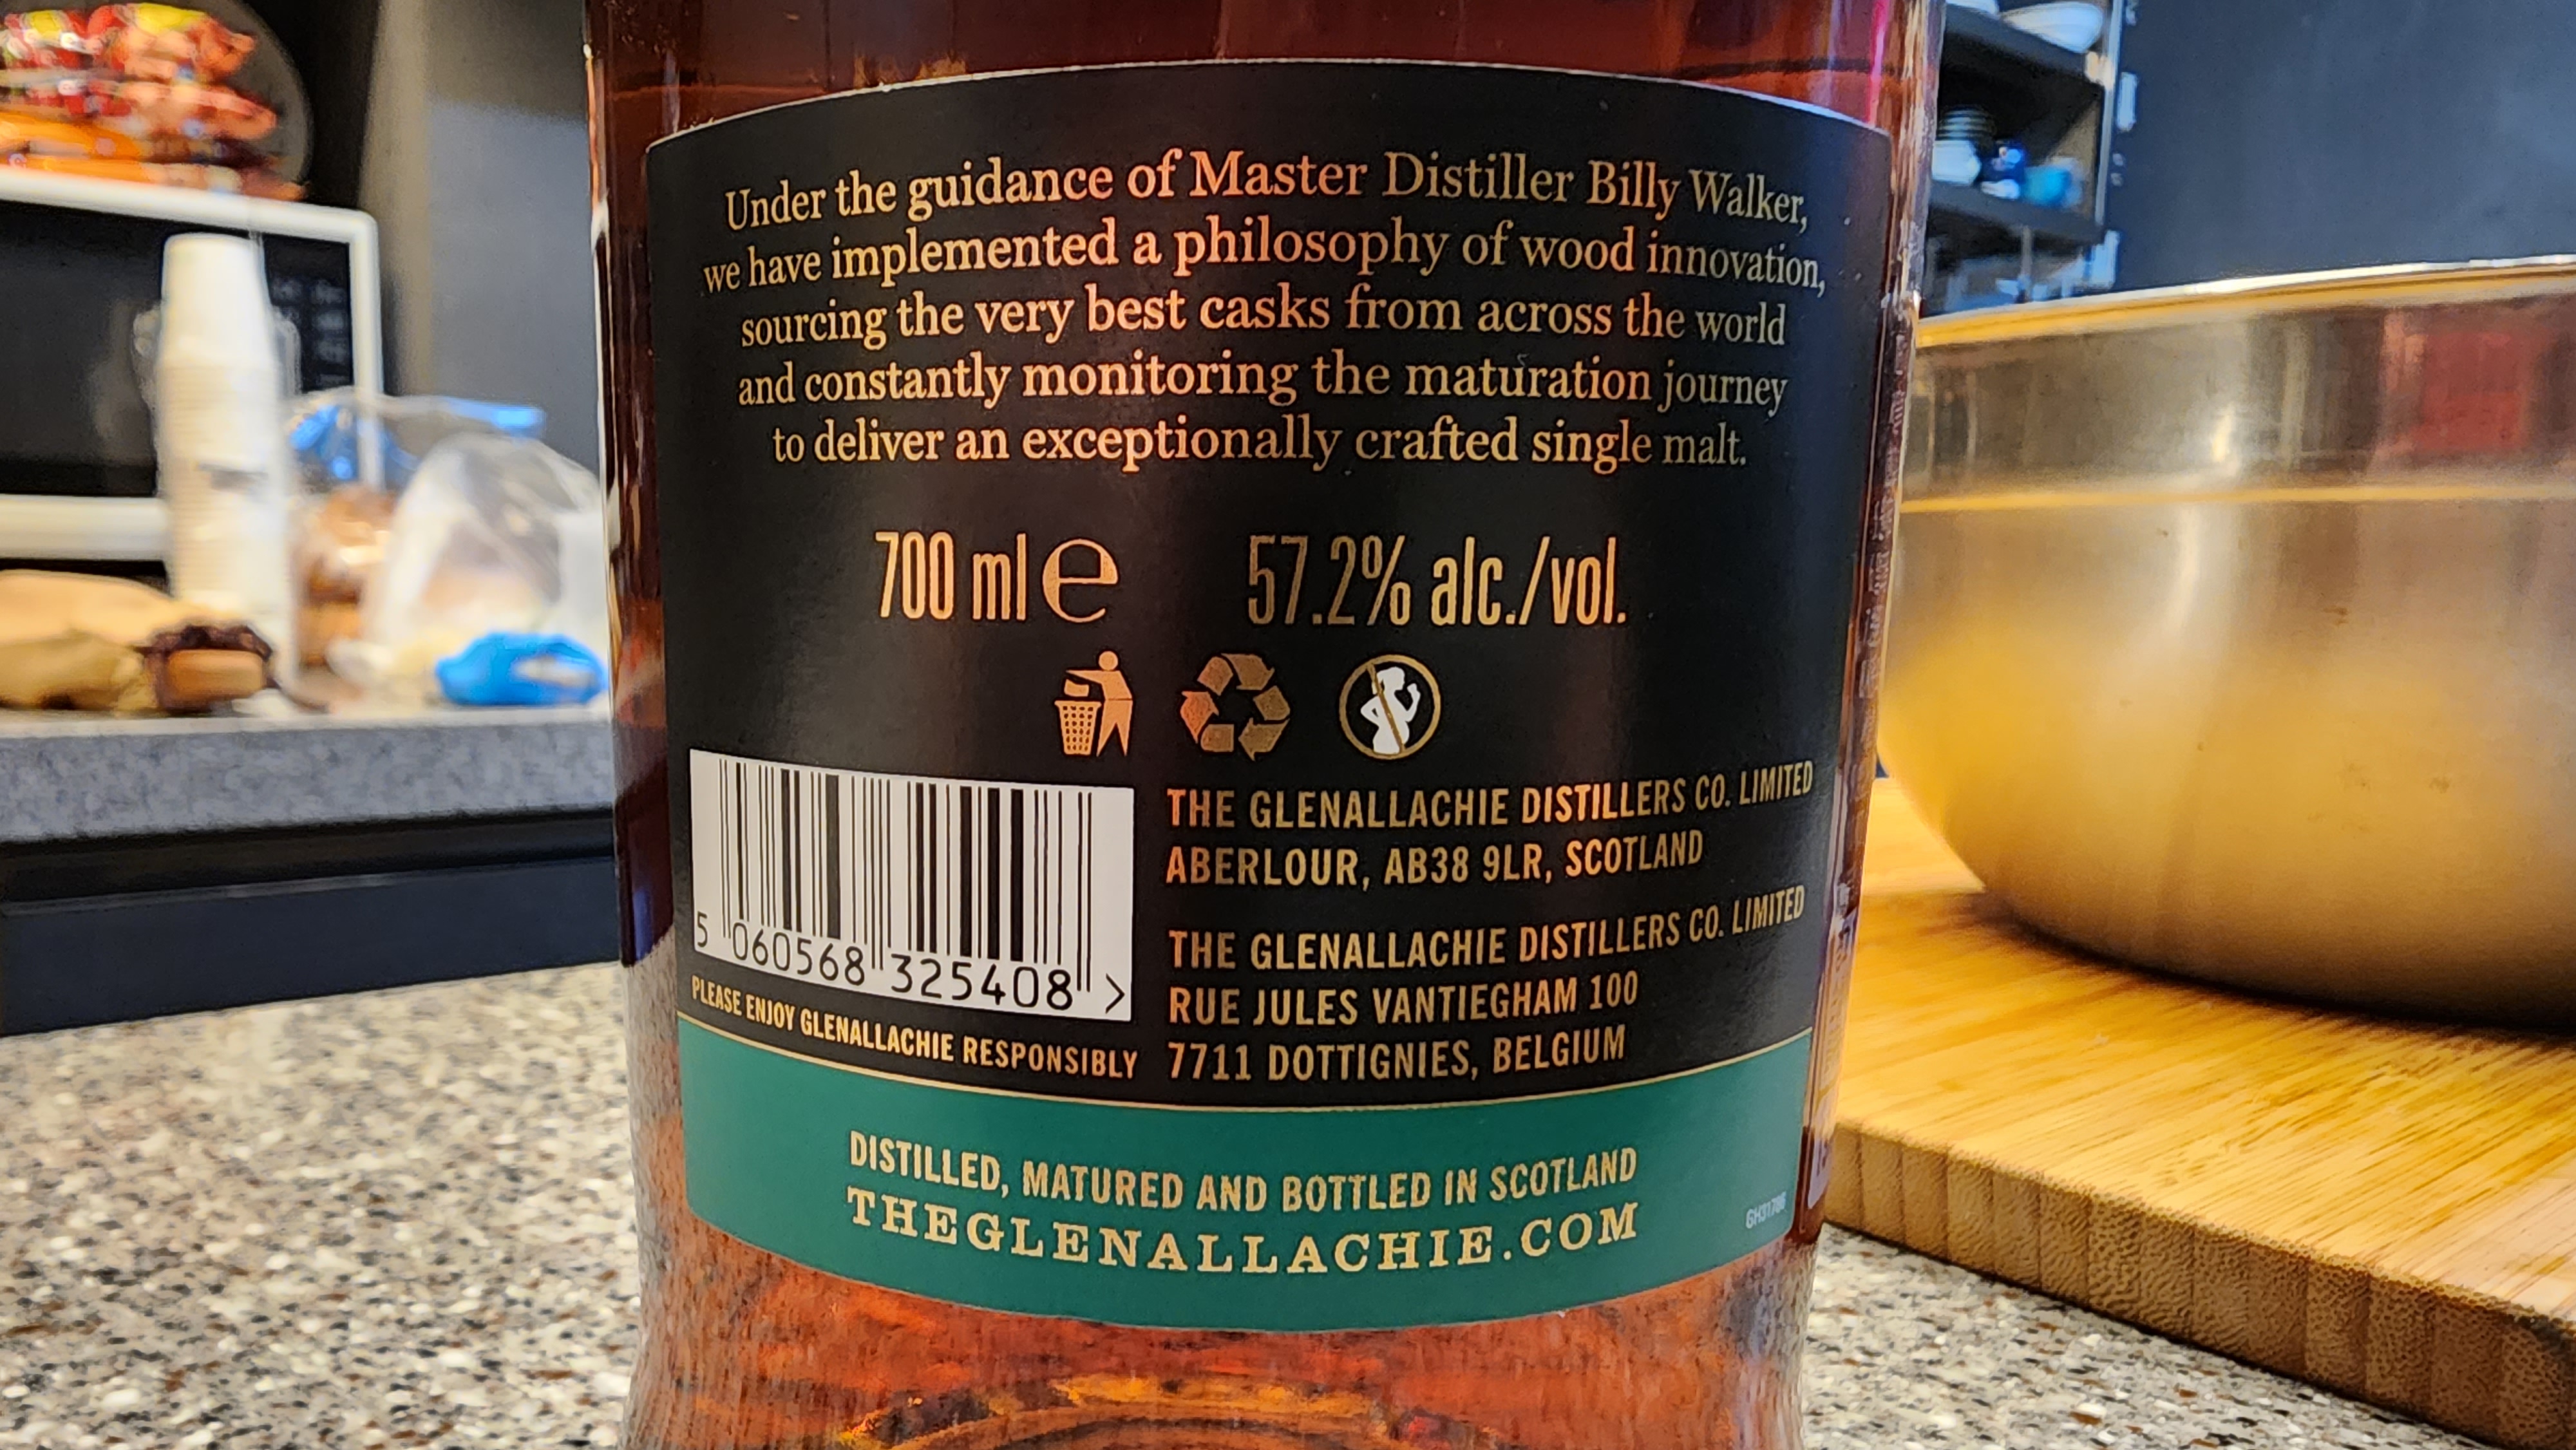 Under the guidance of Master Distiller Billy Walker,
we have implemented a philosophy of wood innovation,
sourcing the very best casks from across the world
and constantly monitoring the maturation journey
to deliver an exceptionally crafted single malt.
700 ml e 57.2% alc./vol.
5 060568 325408 >
PLEASE ENJOY GLENALLACHIE RESPONSIBLY
THE GLENALLACHIE DISTILLERS CO. LIMITED
ABERLOUR, AB38 9LR, SCOTLAND
THE GLENALLACHIE DISTILLERS CO. LIMITED
RUE JULES VANTIEGHAM 100
7711 DOTTIGNIES, BELGIUM
DISTILLED, MATURED AND BOTTLED IN SCOTLAND
THEGLENALLACHIE.COM